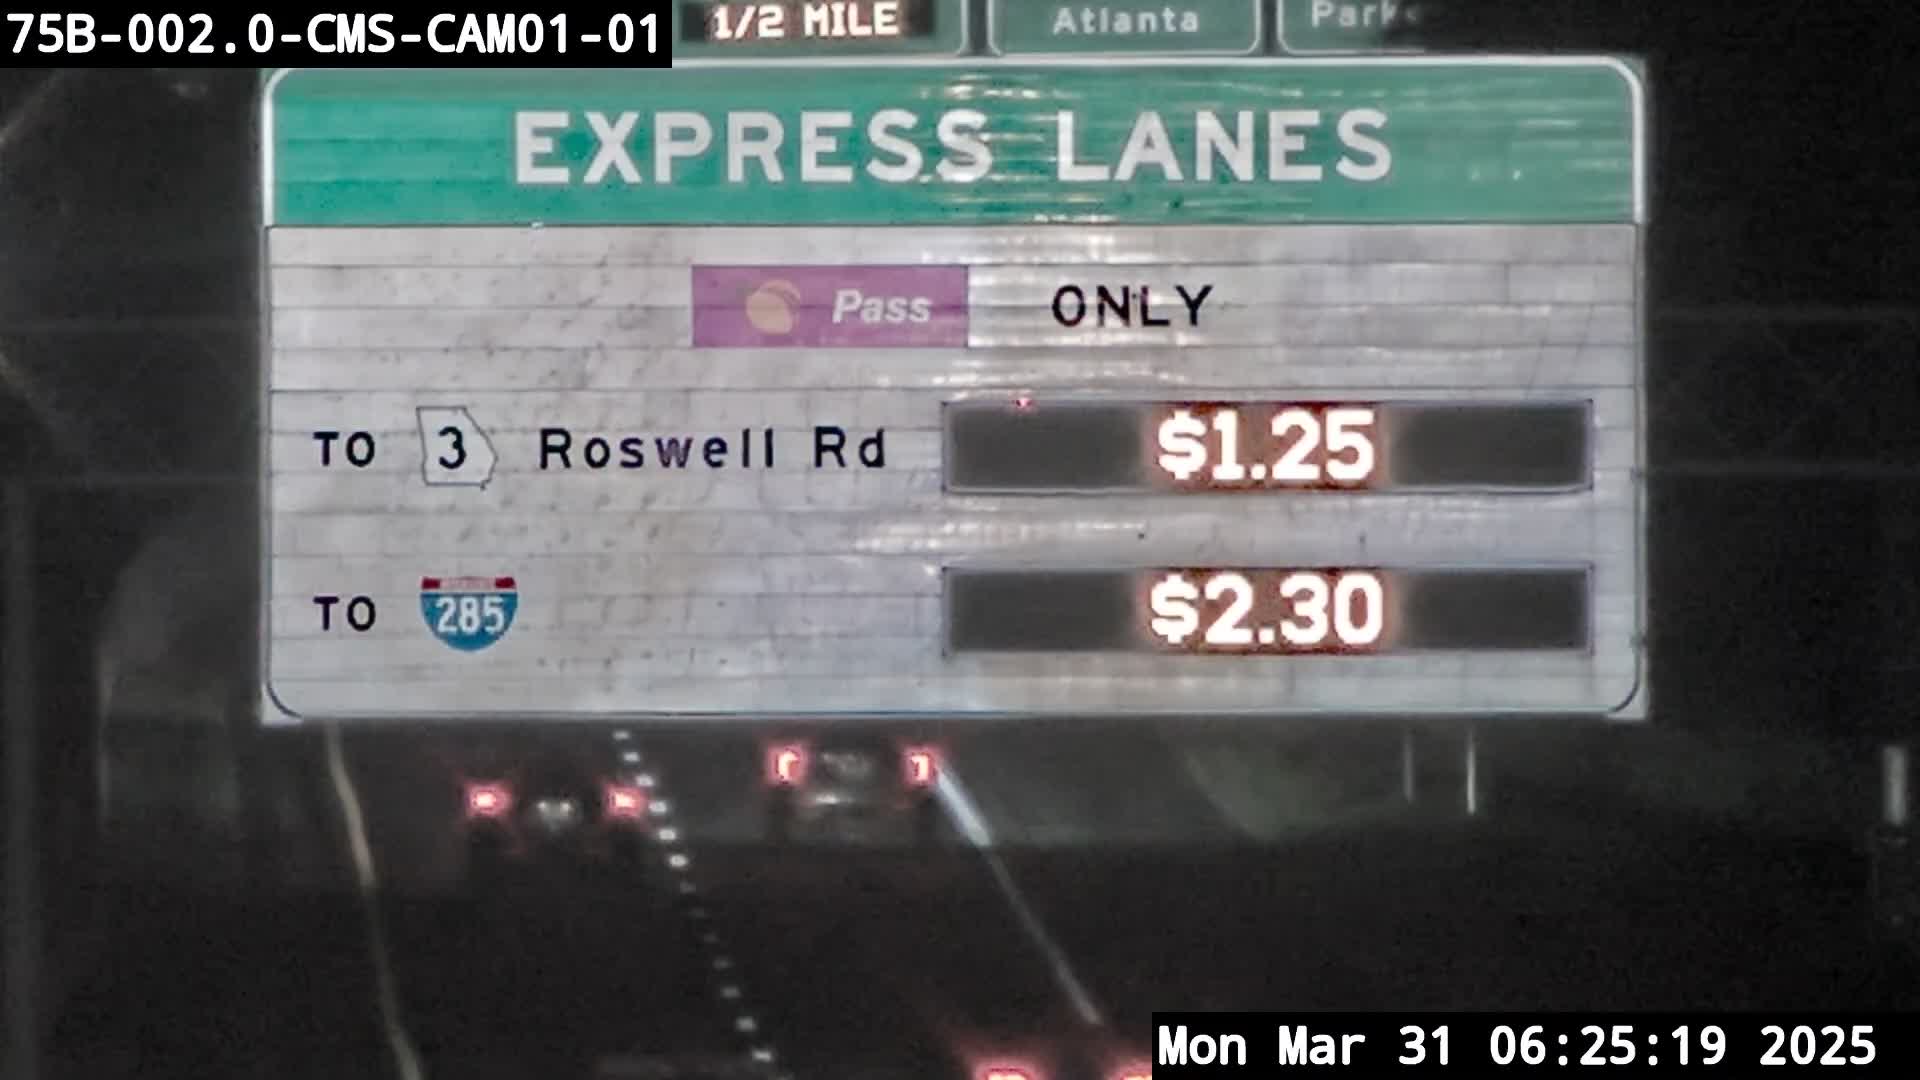 75B-002.0-CMS-CAM01-01
1/2 MILE
Atlanta
EXPRESS LANES
Pass ONLY
TO 3 Roswell Rd $1.25
TO 285 $2.30
Mon Mar 31 06:25:19 2025